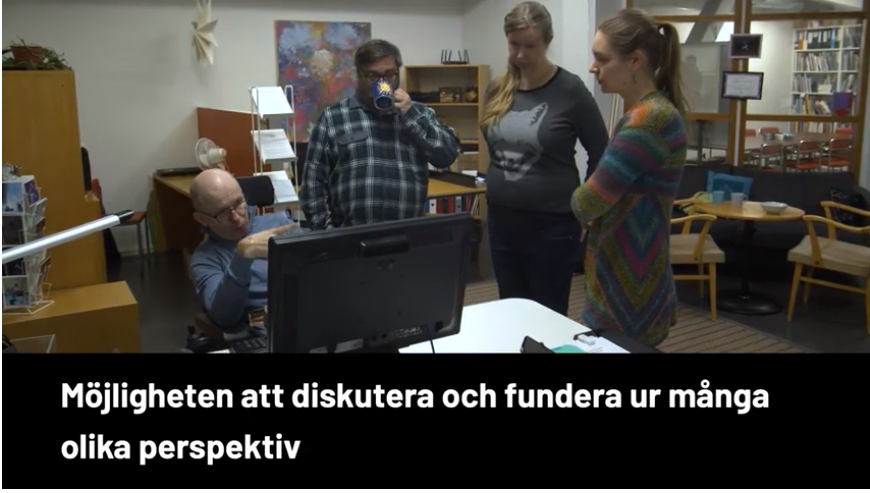 Möjligheten att diskutera och fundera ur många
olika perspektiv